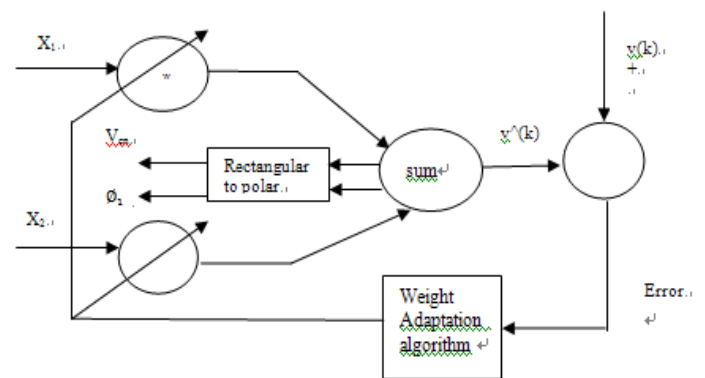 X₁
w
y(k)
+
Vm
y^(k)
Rectangular
to polar
sum
Ø₁
X₂
Weight
Adaptation
algorithm
Error